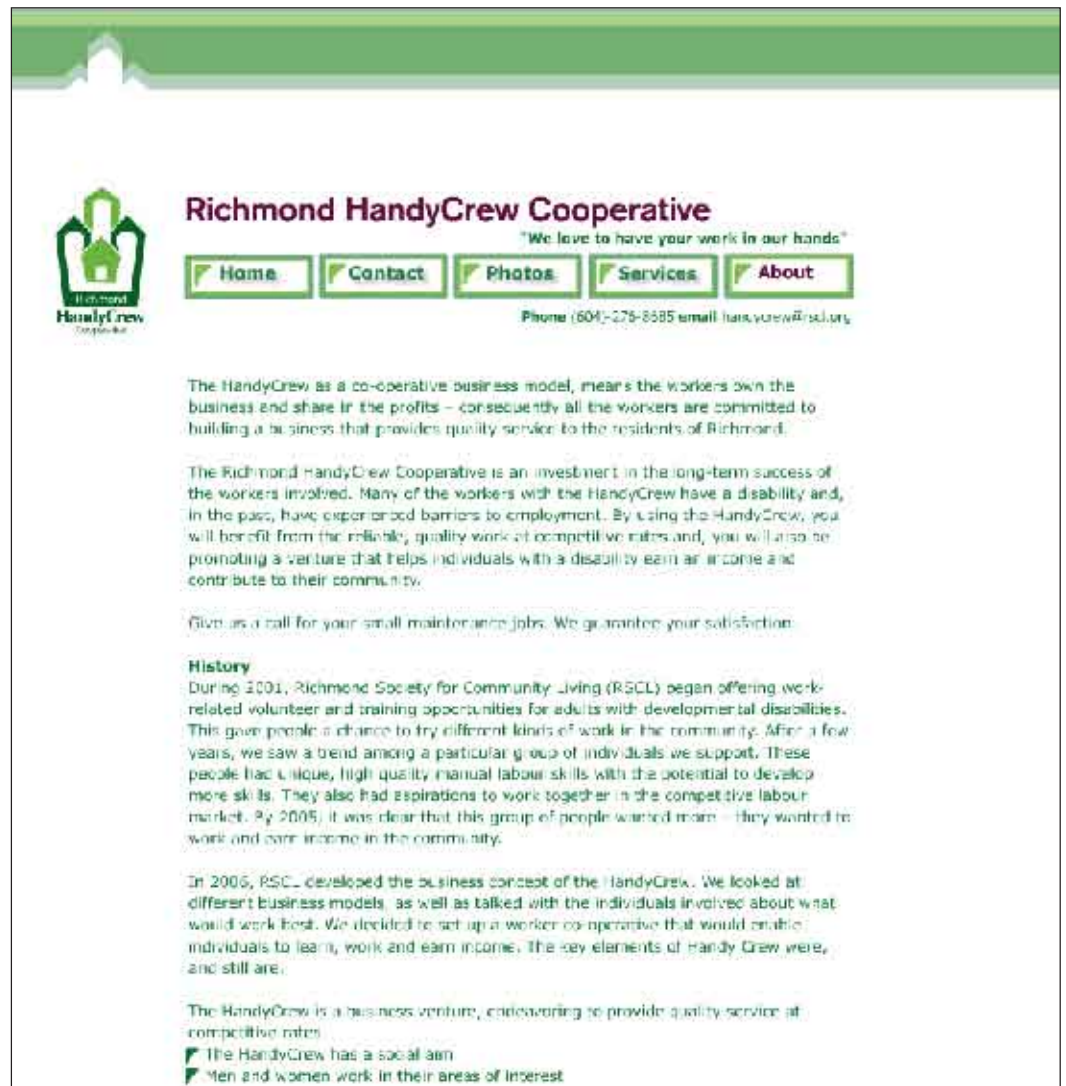 Richmond HandyCrew Cooperative
"We love to have your work in our hands"
Home Contact Photos Services About
Richmond
HandyCrew
Cooperative
Phone (604)-276-8685 email handycrew@rscl.org
The HandyCrew as a co-operative business model, means the workers own the
business and share in the profits – consequently all the workers are committed to
building a business that provides quality service to the residents of Richmond.
The Richmond HandyCrew Cooperative is an investment in the long-term success of
the workers involved. Many of the workers with the HandyCrew have a disability and,
in the past, have experienced barriers to employment. By using the HandyCrew, you
will benefit from the reliable, quality work at competitive rates and, you will also be
promoting a venture that helps individuals with a disability earn an income and
contribute to their community.
Give us a call for your small maintenance jobs. We guarantee your satisfaction.
History
During 2001, Richmond Society for Community Living (RSCL) began offering work-
related volunteer and training opportunities for adults with developmental disabilities.
This gave people a chance to try different kinds of work in the community. After a few
years, we saw a trend among a particular group of individuals we support. These
people had unique, high quality manual labour skills with the potential to develop
more skills. They also had aspirations to work together in the competitive labour
market. By 2005, it was clear that this group of people wanted more – they wanted to
work and earn income in the community.
In 2006, RSCL developed the business concept of the HandyCrew. We looked at
different business models, as well as talked with the individuals involved about what
would work best. We decided to set up a worker co-operative that would enable
individuals to learn, work and earn income. The key elements of Handy Crew were,
and still are.
The HandyCrew is a business venture, endeavoring to provide quality service at
competitive rates
The HandyCrew has a social aim
Men and women work in their areas of interest